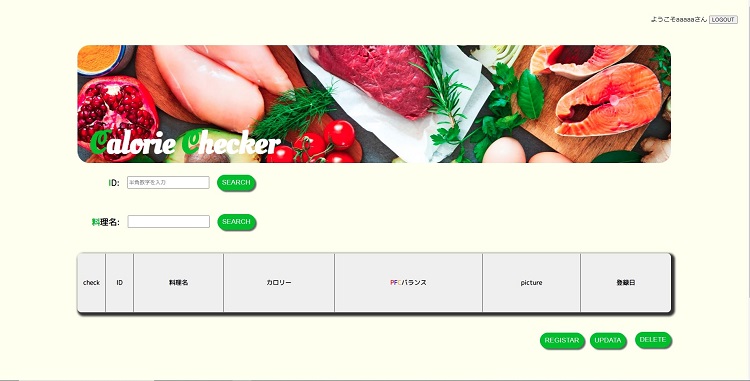 ようこそaaaaaさん LOGOUT
Calorie Checker
ID: 半角数字を入力 SEARCH
料理名: SEARCH
check ID 料理名 カロリー PFCバランス picture 登録日
REGISTAR UPDATA DELETE